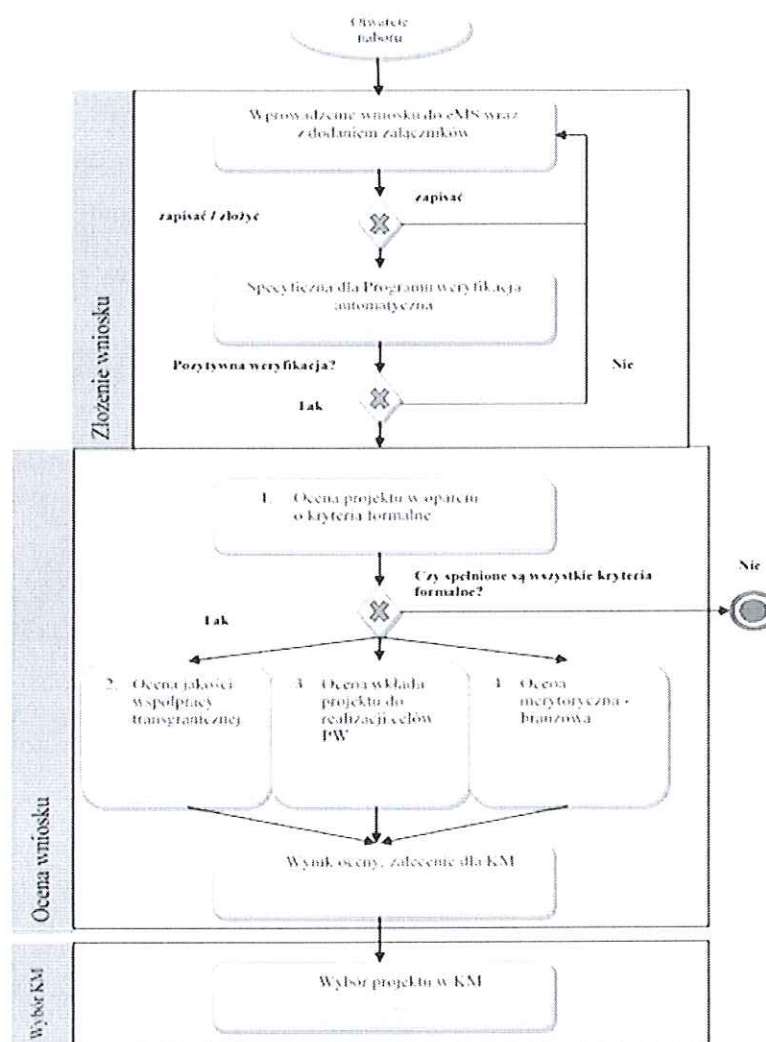 Otwarcie
naboru
Złożenie wniosku
Wprowadzenie wniosku do eMS wraz
z dodaniem załączników
zapisać / złożyć
zapisać
Specyficzna dla Programu weryfikacja
automatyczna
Pozytywna weryfikacja?
Nie
Tak
Ocena wniosku
1. Ocena projektu w oparciu
o kryteria formalne
Czy spełnione są wszystkie kryteria
formalne?
Nie
Tak
2. Ocena jakości
współpracy
transgranicznej
3. Ocena wkładu
projektu do
realizacji celów
PW
4. Ocena
merytoryczna -
branżowa
Wynik oceny, zalecenie dla KM
Wybór KM
Wybór projektu w KM